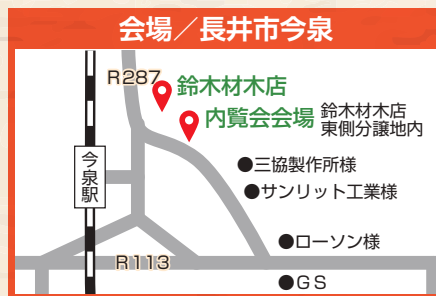 会場／長井市今泉
R287
鈴木材木店
内覧会会場
鈴木材木店
東側分譲地内
今泉駅
●三協製作所様
●サンリット工業様
●ローソン様
R113
●GS